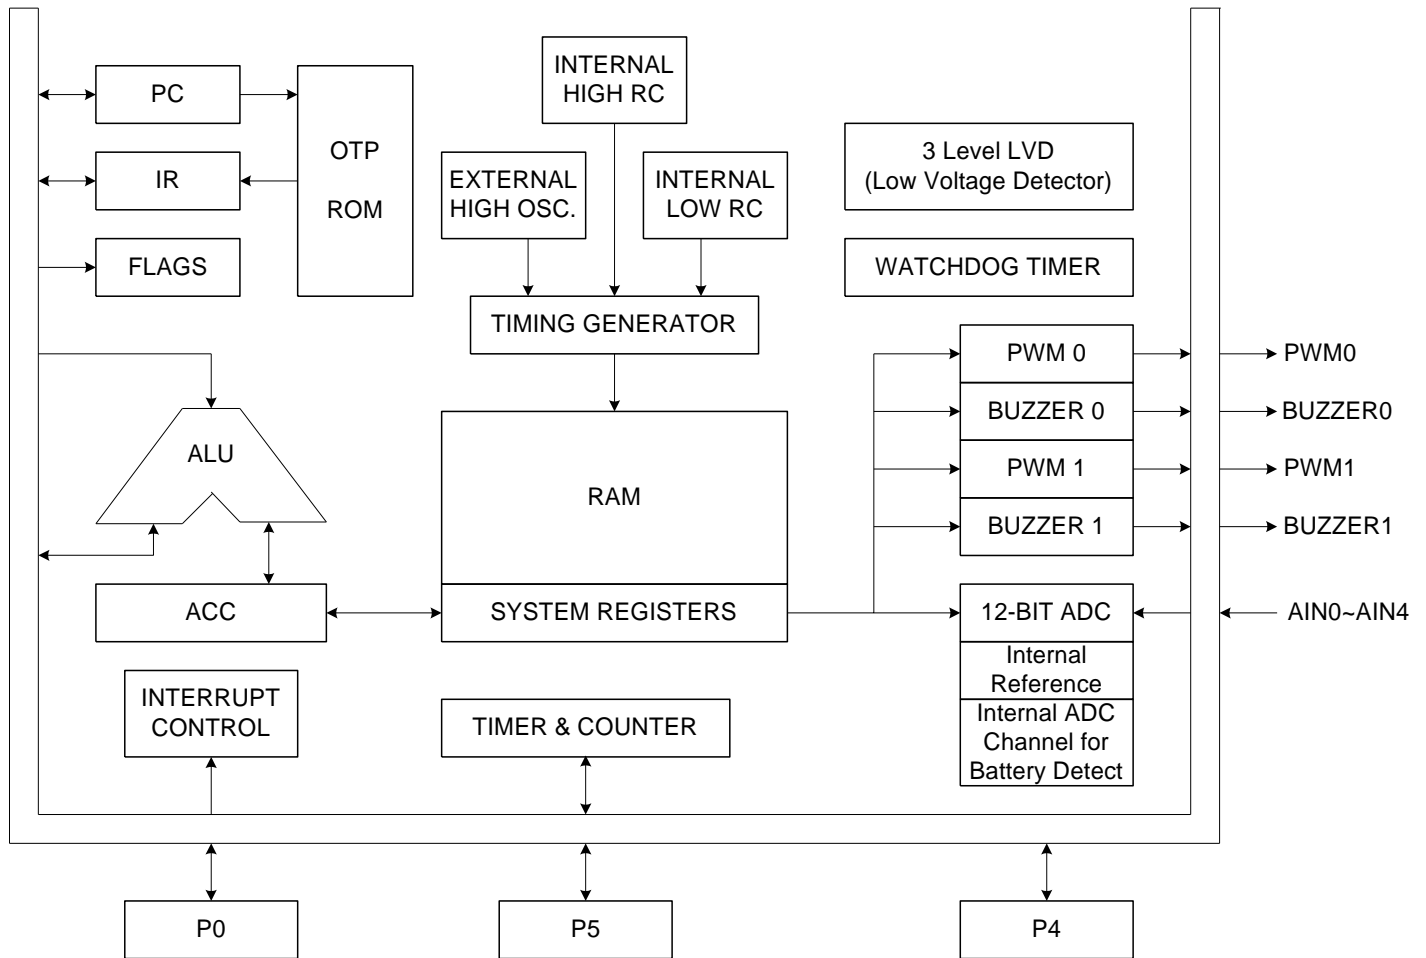 PC
IR
FLAGS
OTP
ROM
INTERNAL
HIGH RC
EXTERNAL
HIGH OSC.
INTERNAL
LOW RC
TIMING GENERATOR
3 Level LVD
(Low Voltage Detector)
WATCHDOG TIMER
ALU
ACC
RAM
SYSTEM REGISTERS
PWM 0
BUZZER 0
PWM 1
BUZZER 1
PWM0
BUZZER0
PWM1
BUZZER1
12-BIT ADC
AIN0~AIN4
Internal
Reference
Internal ADC
Channel for
Battery Detect
INTERRUPT
CONTROL
TIMER & COUNTER
P0
P5
P4